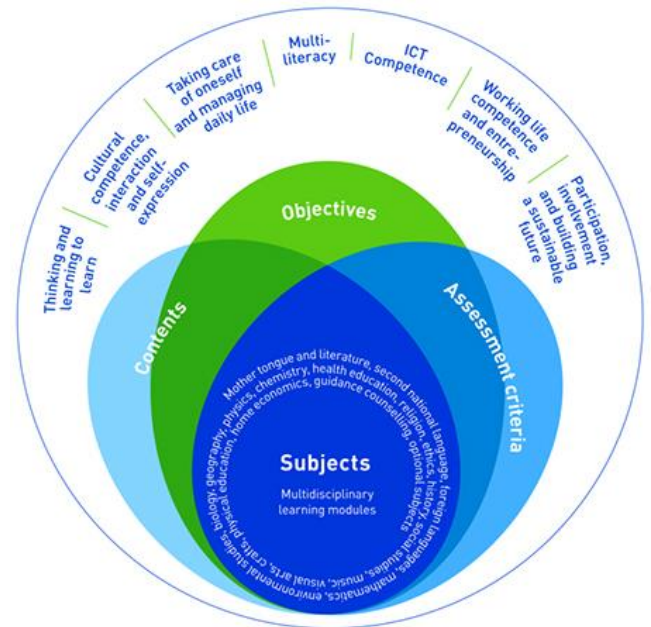 Thinking and
learning to
learn
Cultural
competence,
interaction
and self-
expression
Taking care
of oneself
and managing
daily life
Multi-
literacy
ICT
Competence
Working life
competence
and entre-
preneurship
Participation,
involvement
and building
a sustainable
future
Objectives
Contents
Assessment criteria
Mother tongue and literature, second national language, foreign languages, mathematics, environmental studies, biology, geography, physics, chemistry, health education, religion, ethics, history, social studies, music, visual arts, crafts, physical education, home economics, guidance counselling, optional subjects
Subjects
Multidisciplinary
learning modules